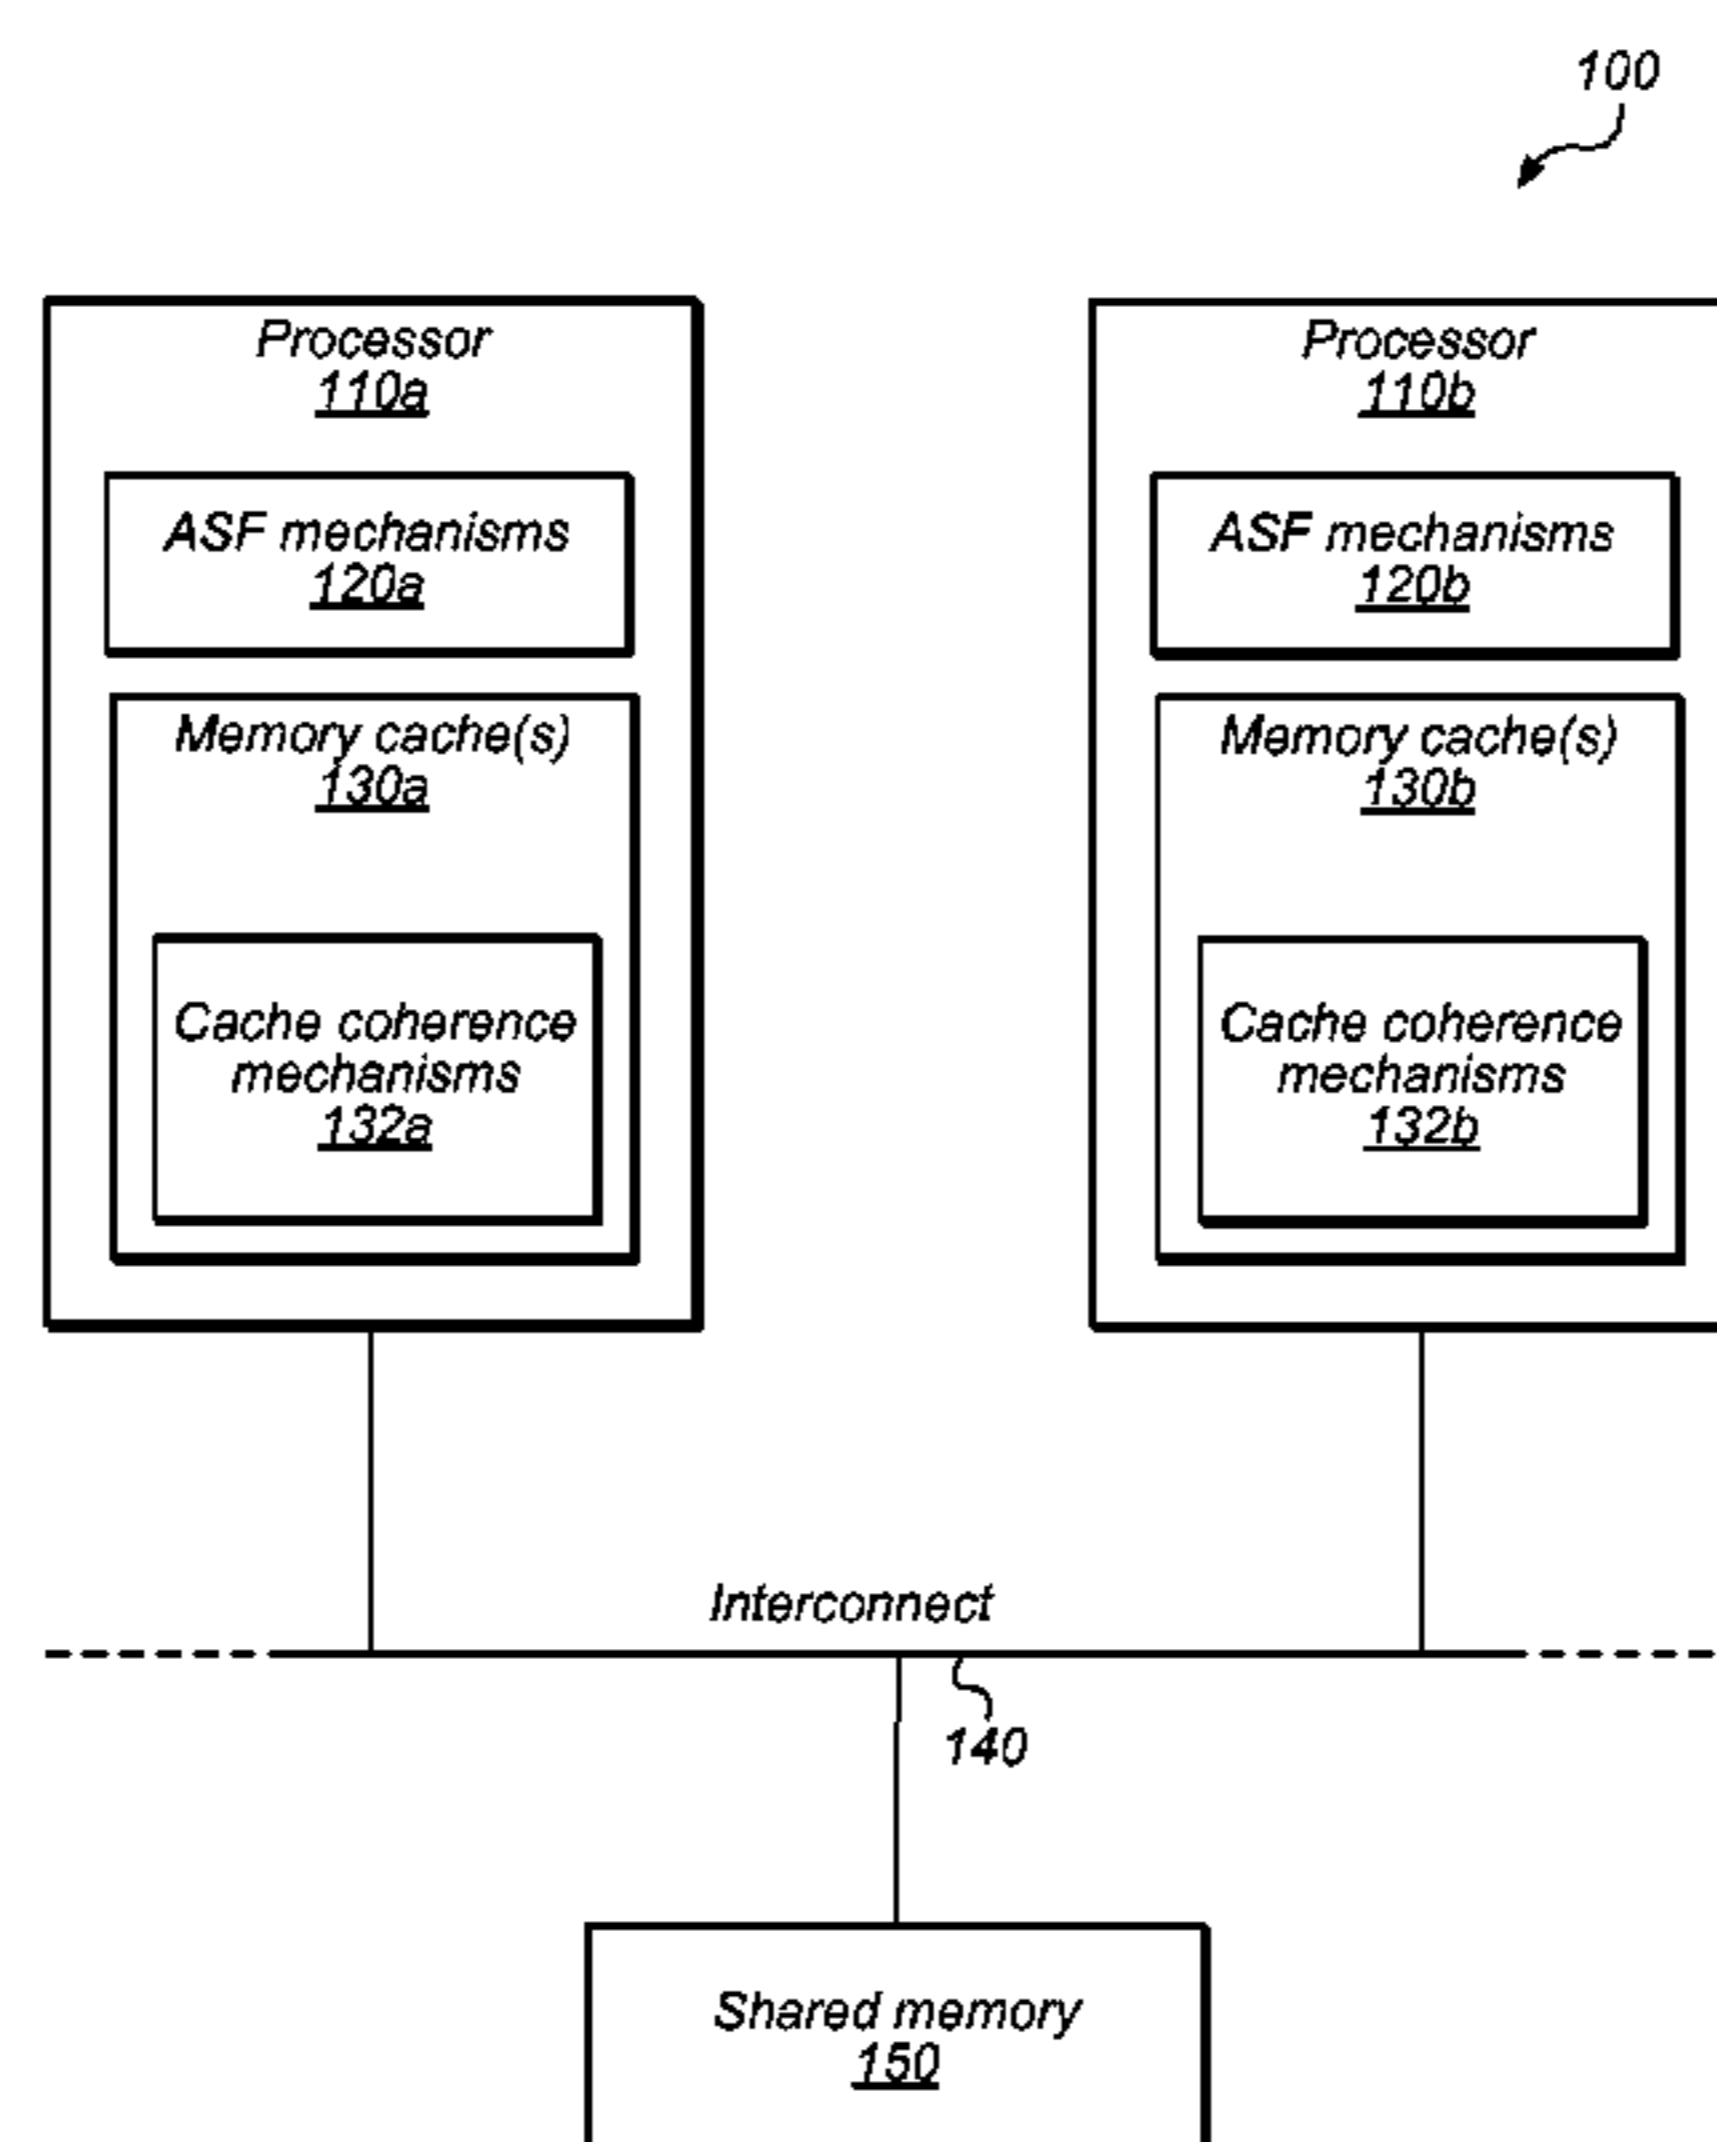 100
Processor
110a
ASF mechanisms
120a
Memory cache(s)
130a
Cache coherence
mechanisms
132a
Processor
110b
ASF mechanisms
120b
Memory cache(s)
130b
Cache coherence
mechanisms
132b
Interconnect
140
Shared memory
150